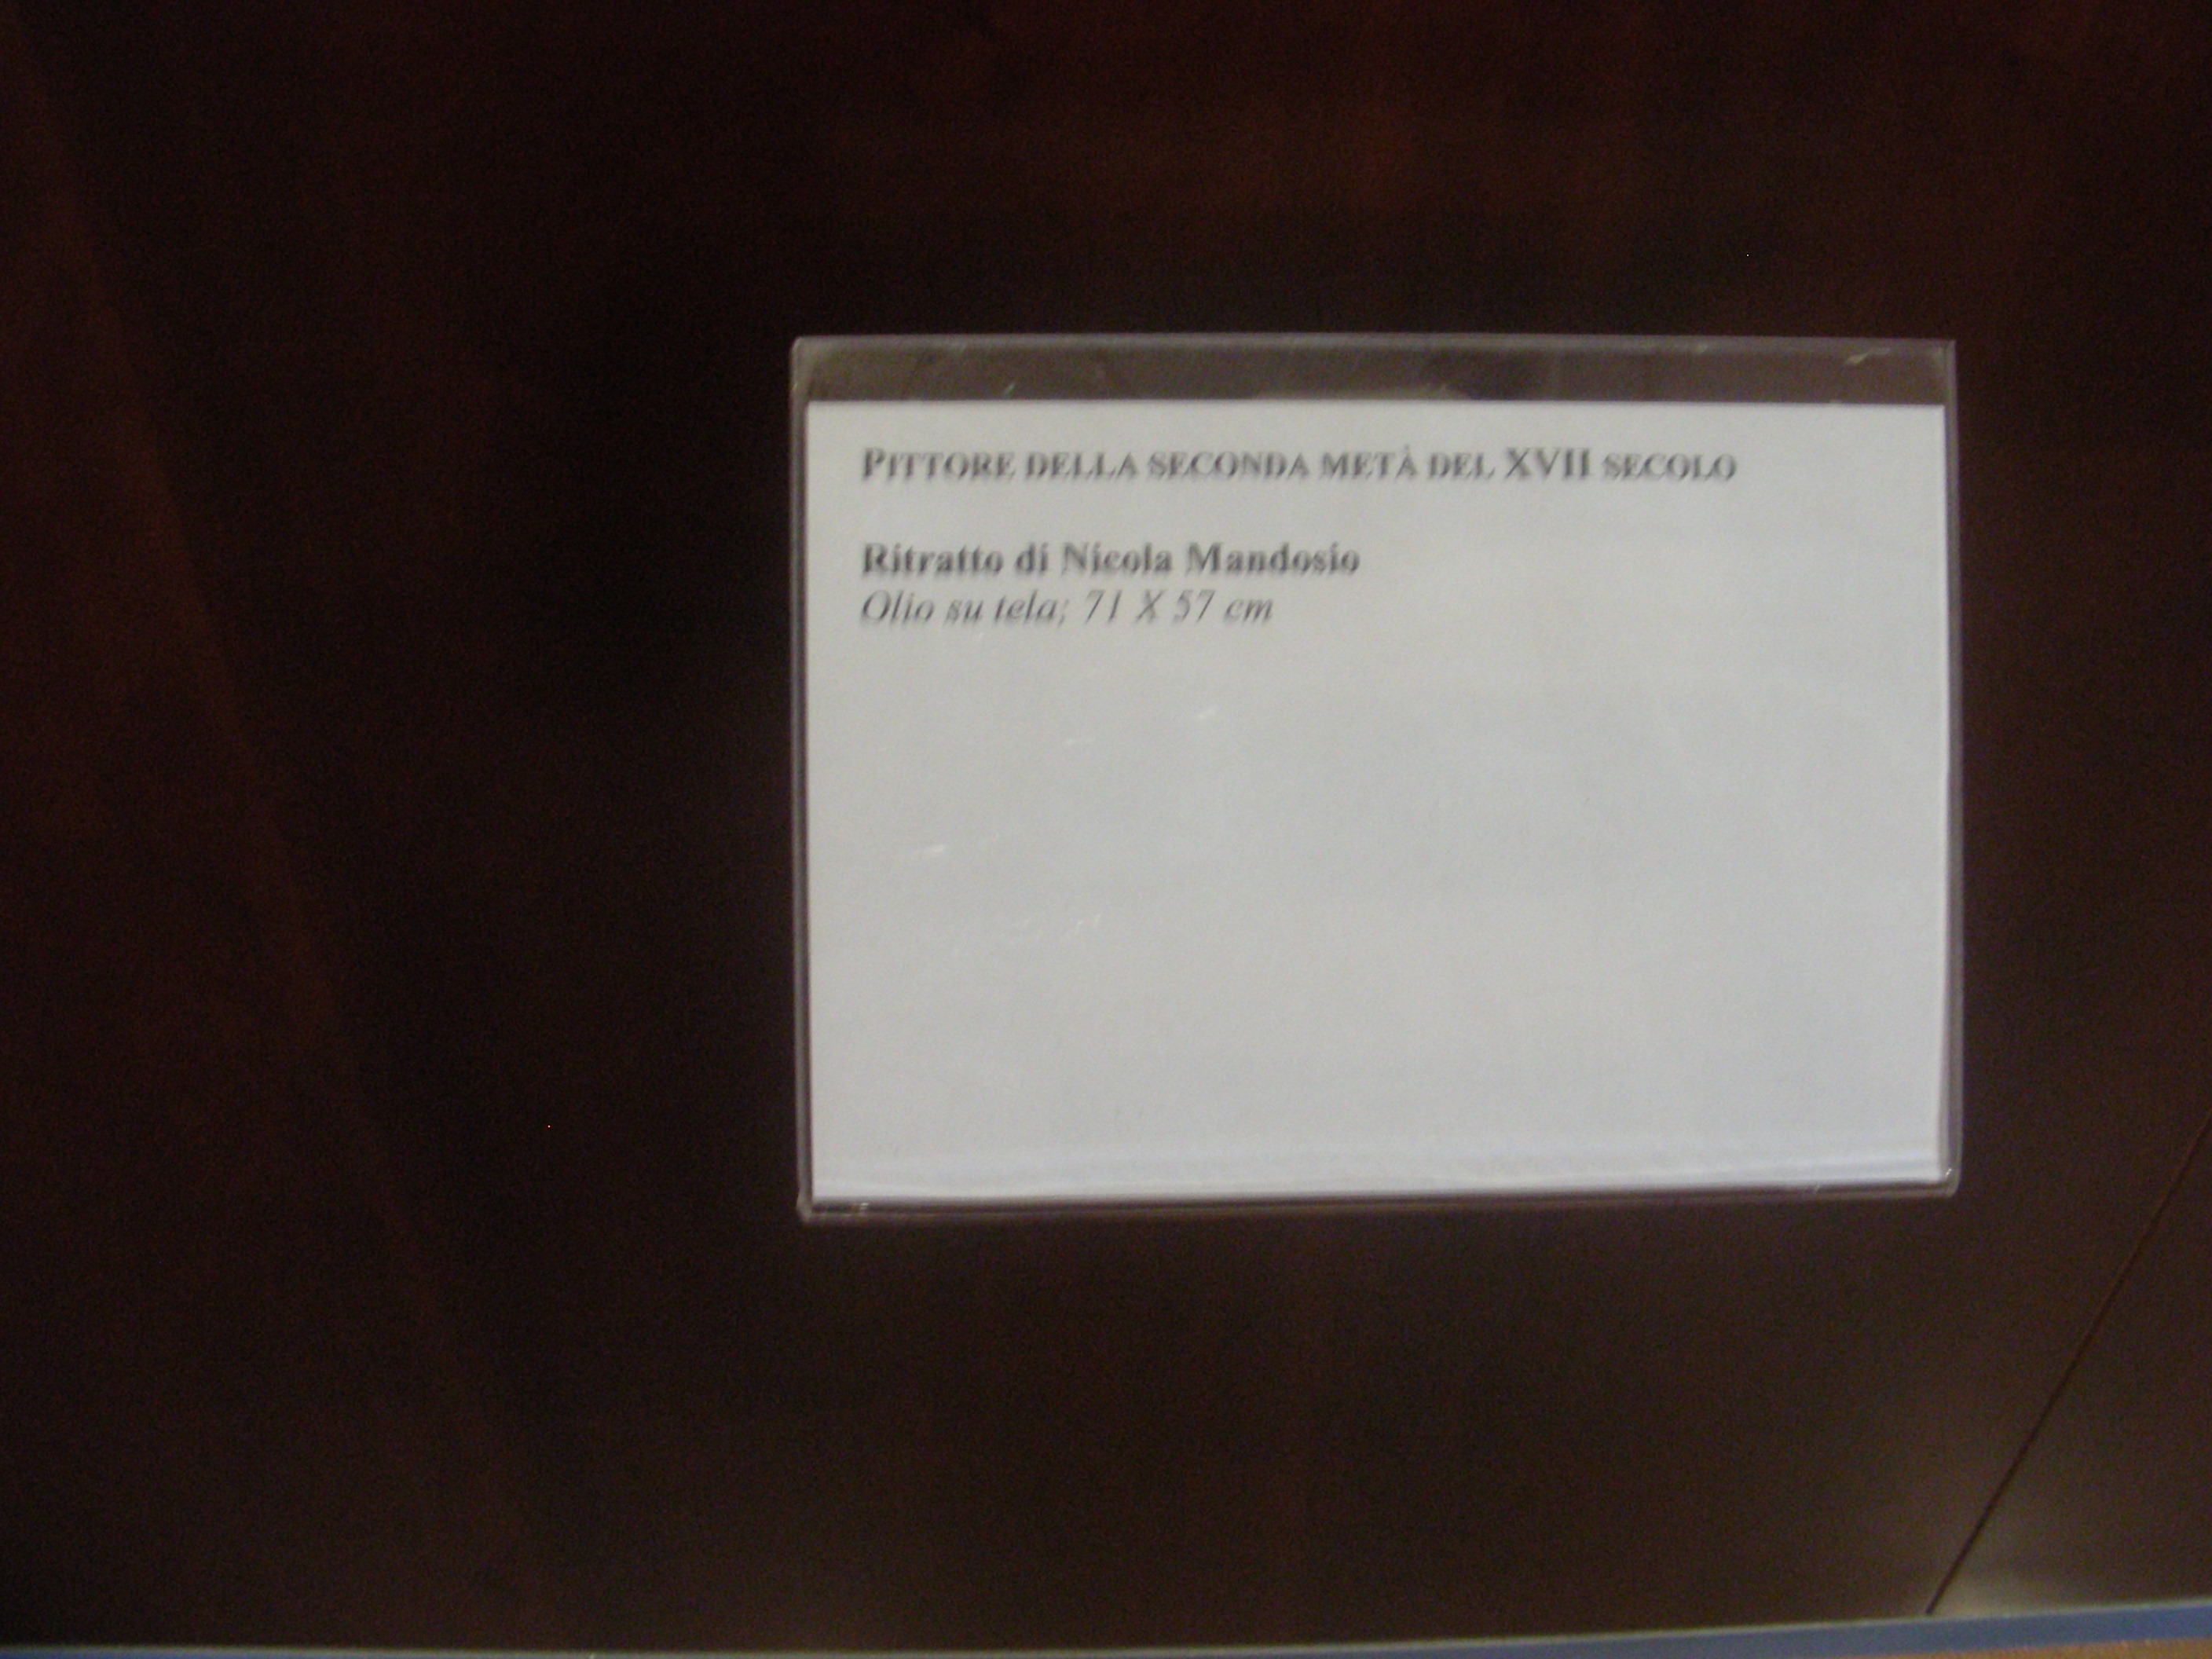 PITTORE DELLA SECONDA METÀ DEL XVII SECOLO
Ritratto di Nicola Mandosio
Olio su tela; 71 X 57 cm